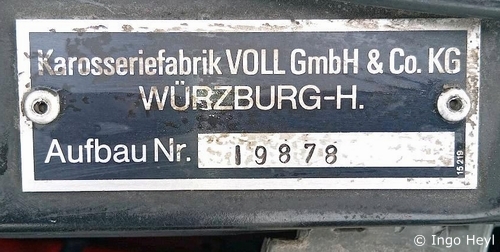 Karosseriefabrik VOLL GmbH & Co. KG
WÜRZBURG-H.
Aufbau Nr. 19878
15 219
© Ingo Heyl